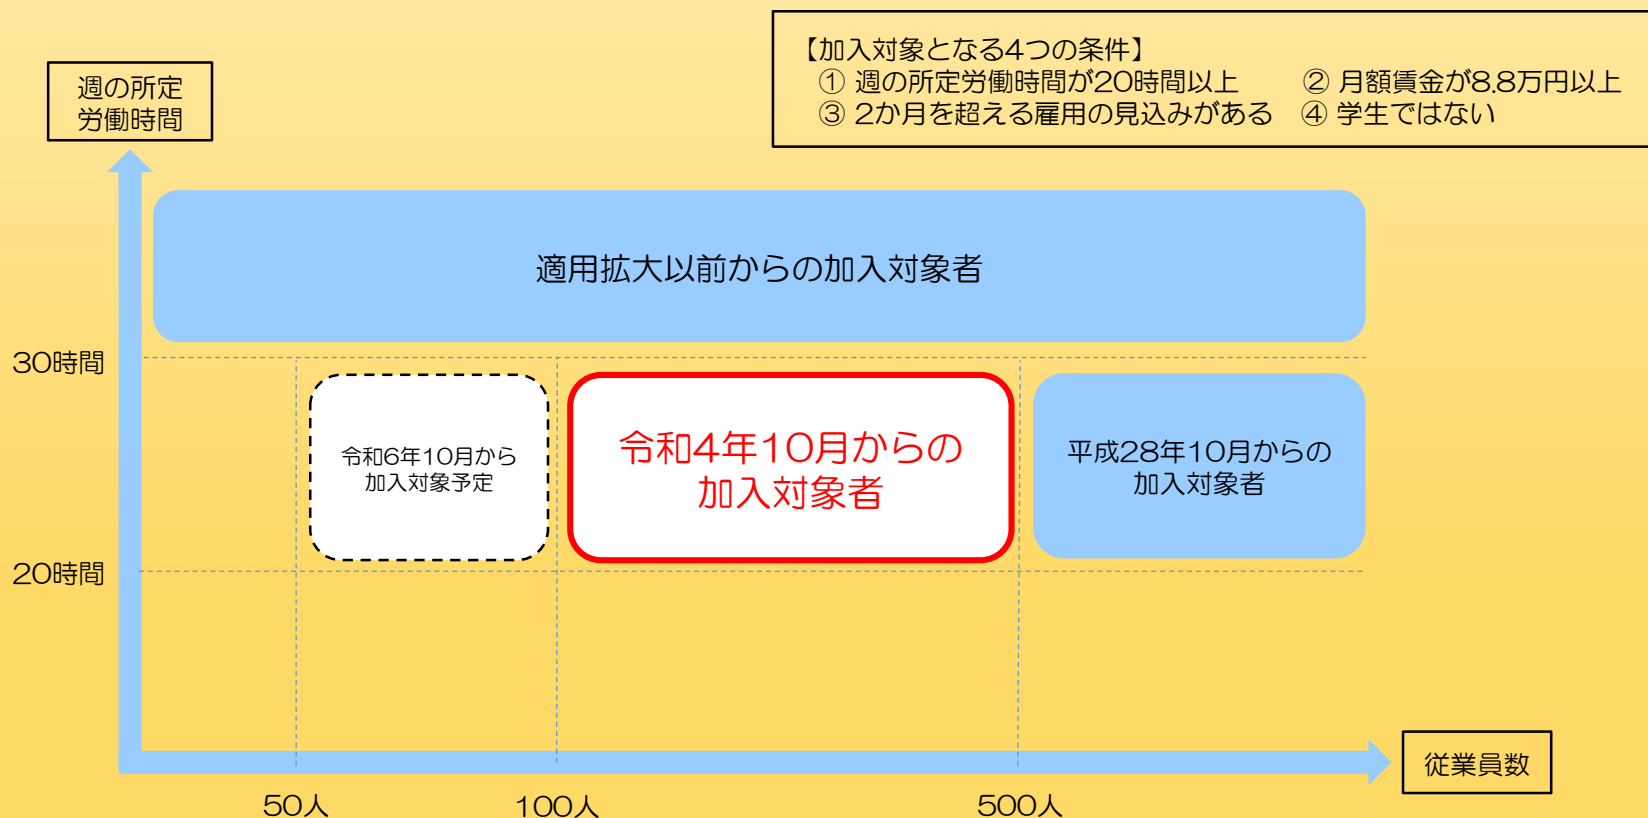 【加入対象となる4つの条件】
① 週の所定労働時間が20時間以上 ② 月額賃金が8.8万円以上
③ 2か月を超える雇用の見込みがある ④ 学生ではない
週の所定
労働時間
適用拡大以前からの加入対象者
30時間
令和6年10月から
加入対象予定
令和4年10月からの
加入対象者
平成28年10月からの
加入対象者
20時間
従業員数
50人
100人
500人